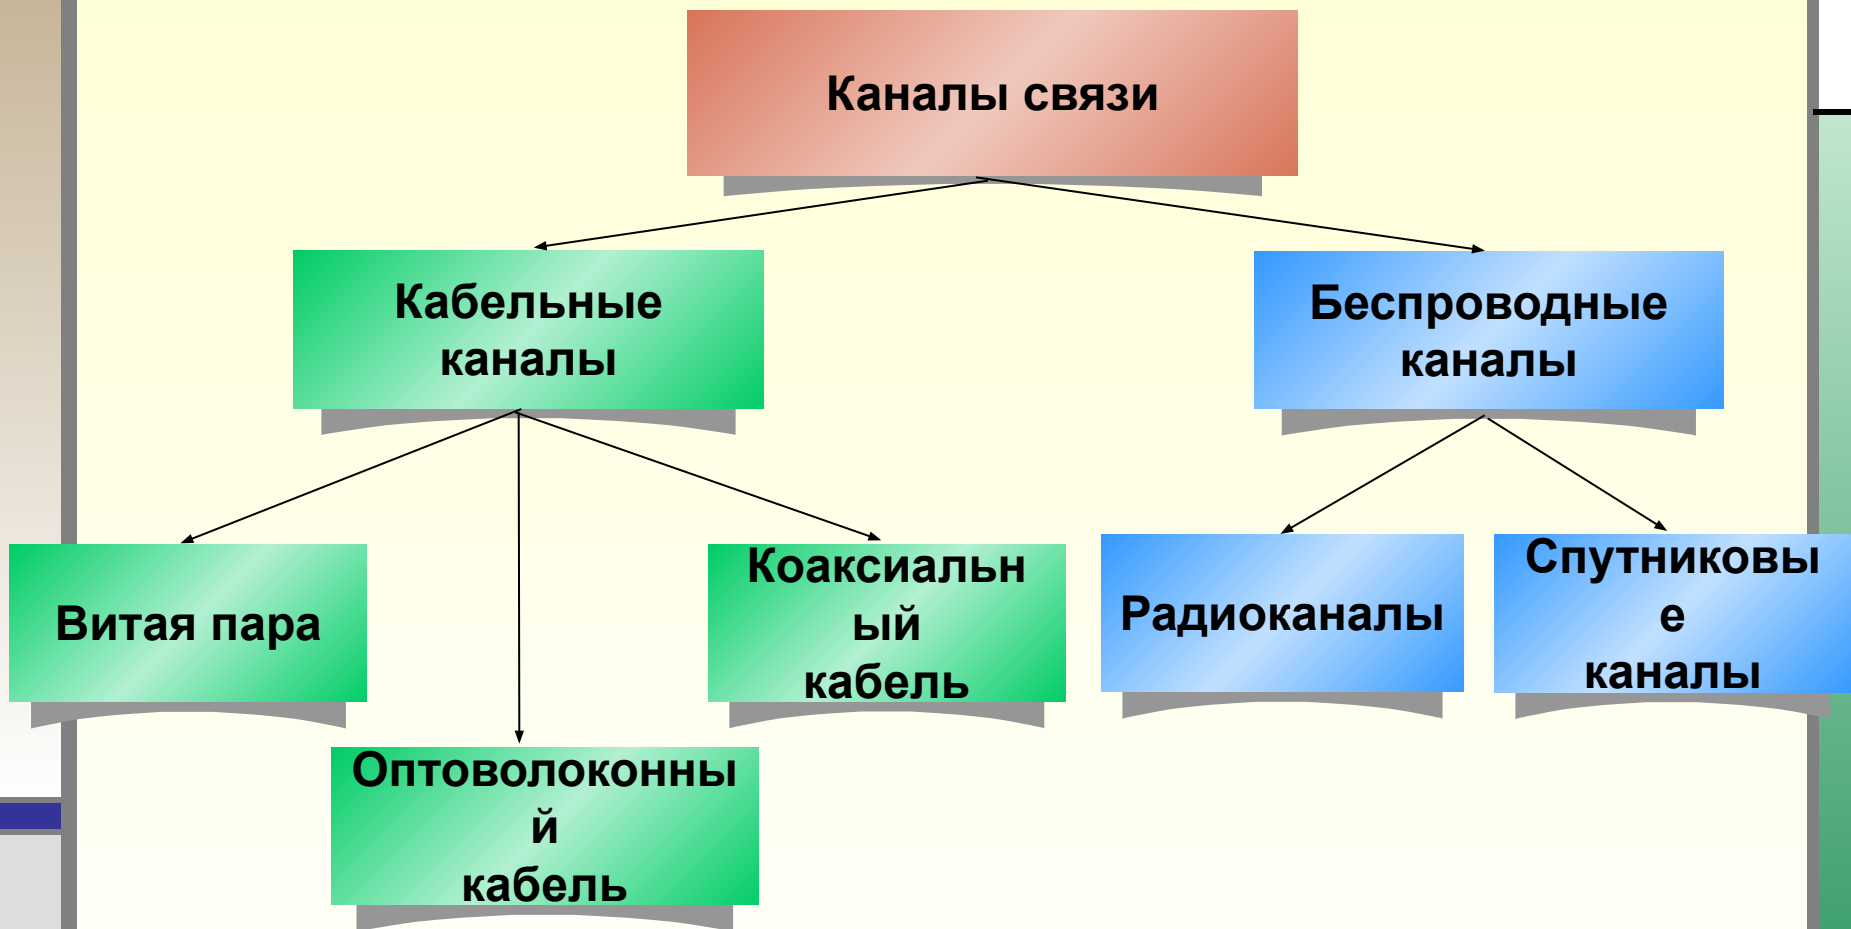 Каналы связи
Кабельные
каналы
Беспроводные
каналы
Витая пара
Коаксиальн
ый
кабель
Радиоканалы
Спутниковы
е
каналы
Оптоволоконны
й
кабель